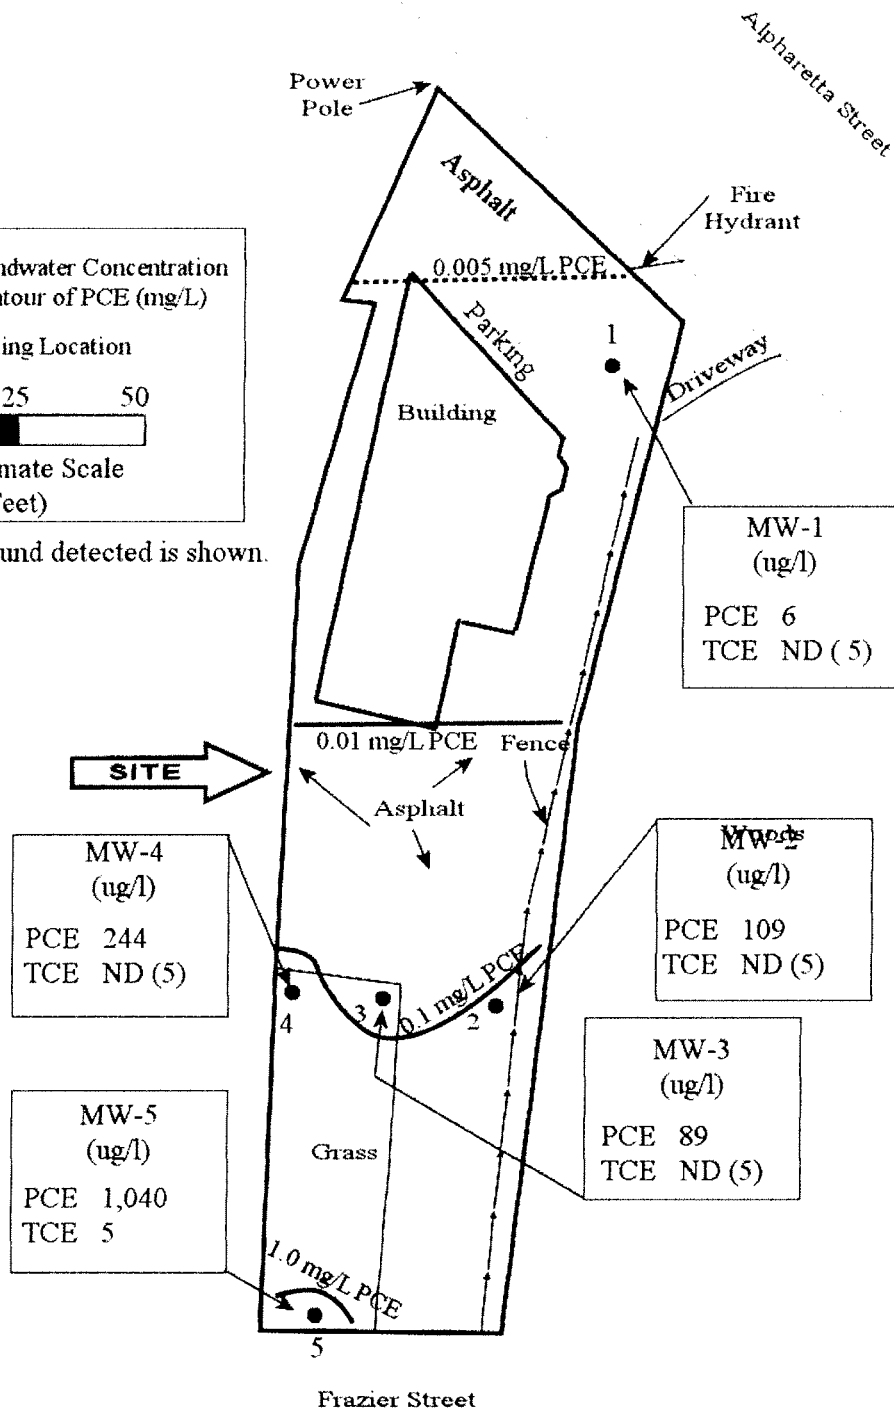 Alpharetta Street
Power
Pole
Asphalt
Fire
Hydrant
ndwater Concentration
ntour of PCE (mg/L)
ing Location
25 50
mate Scale
Feet)
und detected is shown.
0.005 mg/L PCE
Parking
1
Driveway
Building
MW-1
(ug/l)
PCE 6
TCE ND ( 5)
0.01 mg/L PCE
Fence
SITE
Asphalt
MW-4
(ug/l)
PCE 244
TCE ND (5)
Woods
MW-2
(ug/l)
PCE 109
TCE ND (5)
0.1 mg/L PCE
4
3
2
MW-3
(ug/l)
PCE 89
TCE ND (5)
MW-5
(ug/l)
PCE 1,040
TCE 5
Grass
1.0 mg/L PCE
5
Frazier Street